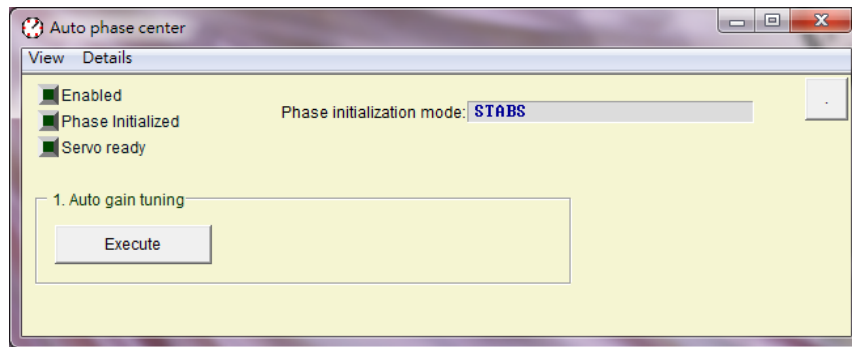 Auto phase center
View Details
Enabled
Phase Initialized
Servo ready
Phase initialization mode: STABS
.
1. Auto gain tuning
Execute